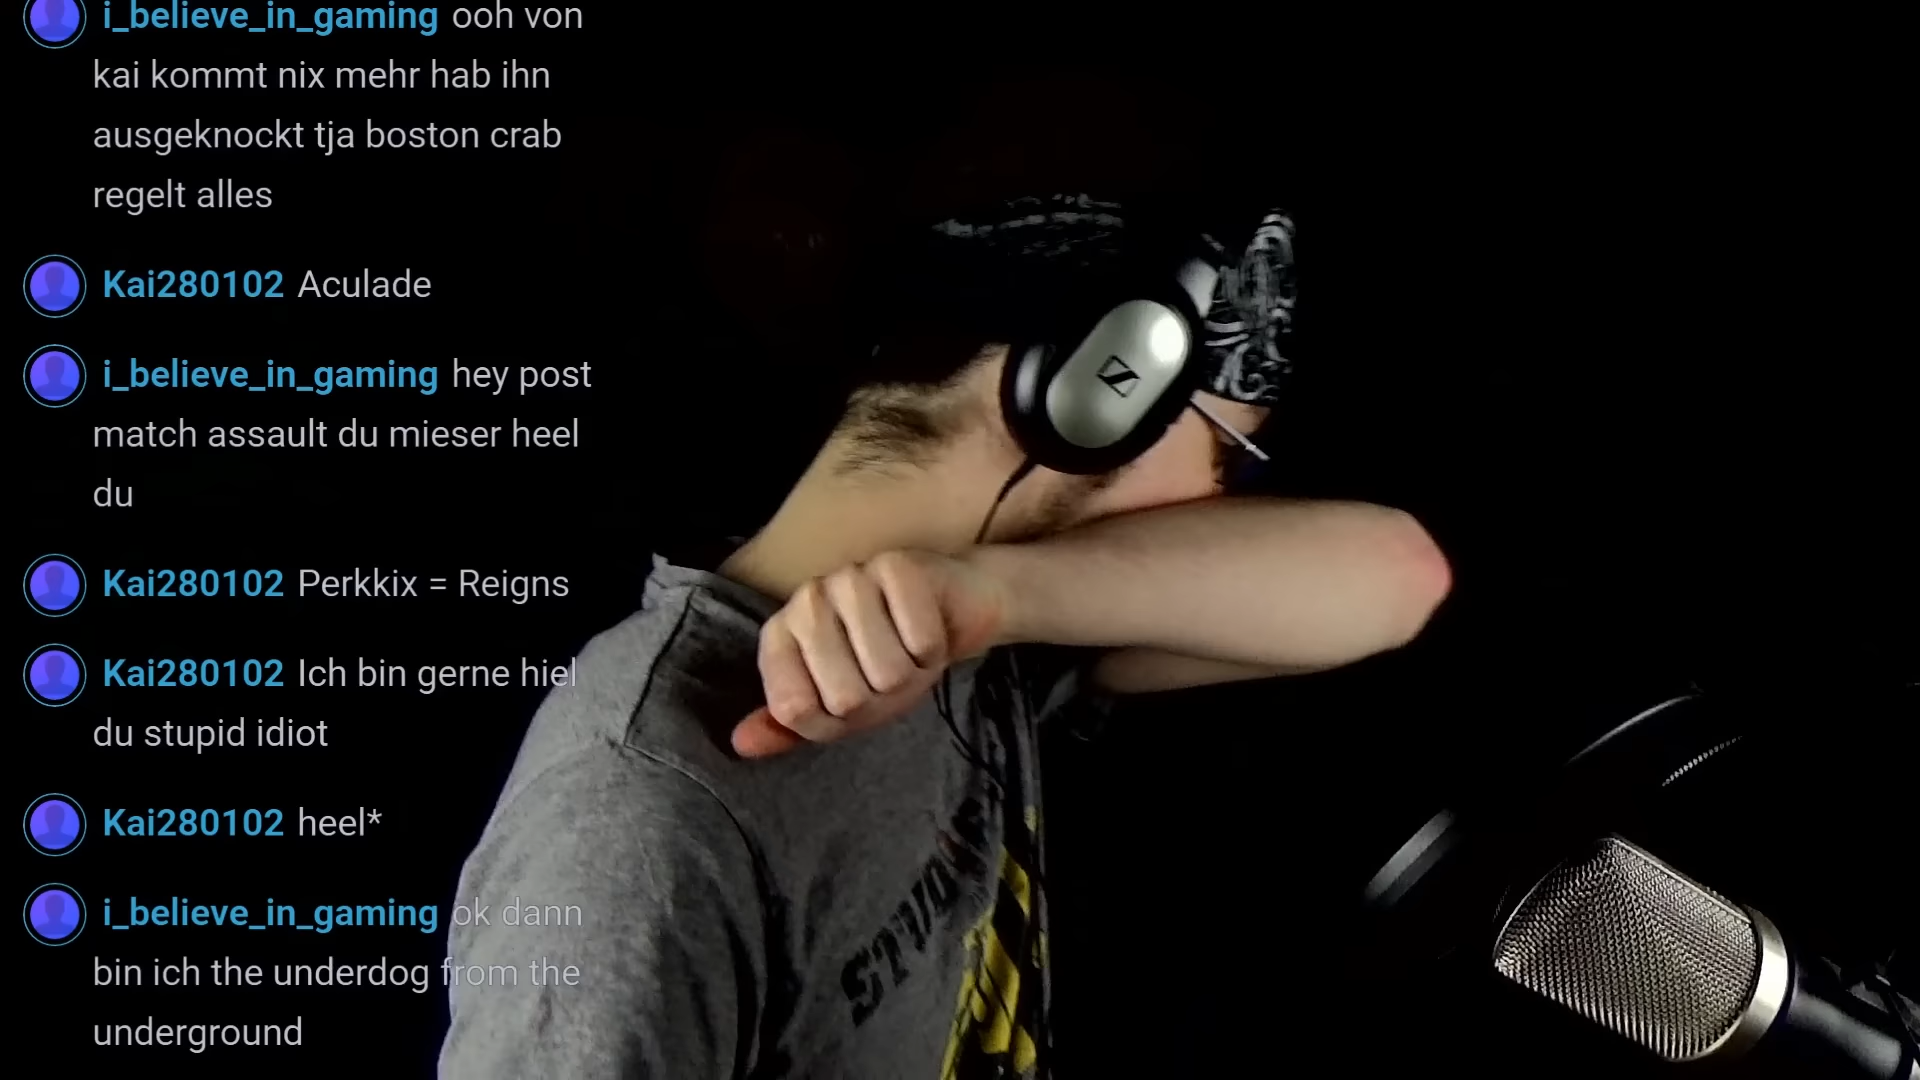 i_believe_in_gaming ooh von
kai kommt nix mehr hab ihn
ausgeknockt tja boston crab
regelt alles
Kai280102 Aculade
i_believe_in_gaming hey post
match assault du mieser heel
du
Kai280102 Perkkix = Reigns
Kai280102 Ich bin gerne hiel
du stupid idiot
Kai280102 heel*
i_believe_in_gaming ok dann
bin ich the underdog from the
underground